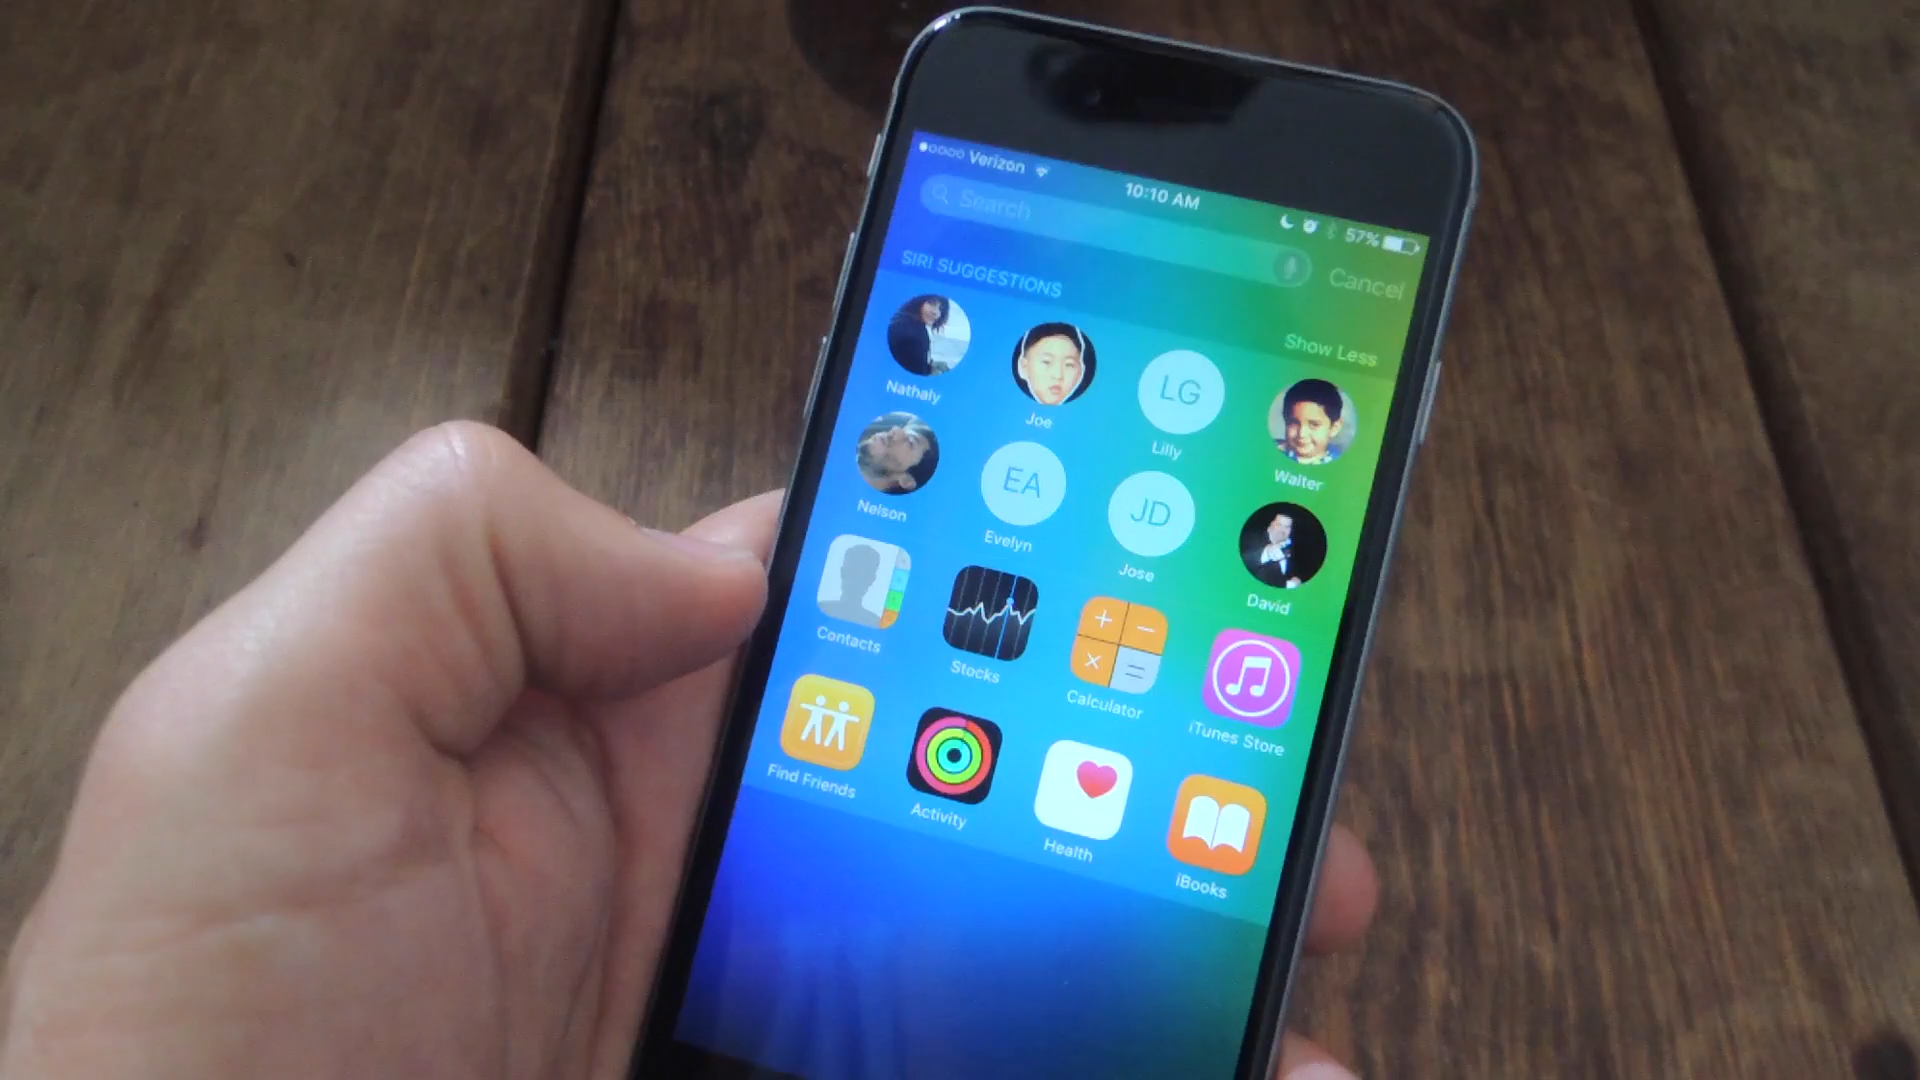 Verizon 10:10 AM 57%
Search Cancel
SIRI SUGGESTIONS Show Less
LG
Nathaly Joe Lilly Walter
EA JD
Nelson Evelyn Jose David
Contacts Stocks Calculator iTunes Store
Find Friends Activity Health iBooks